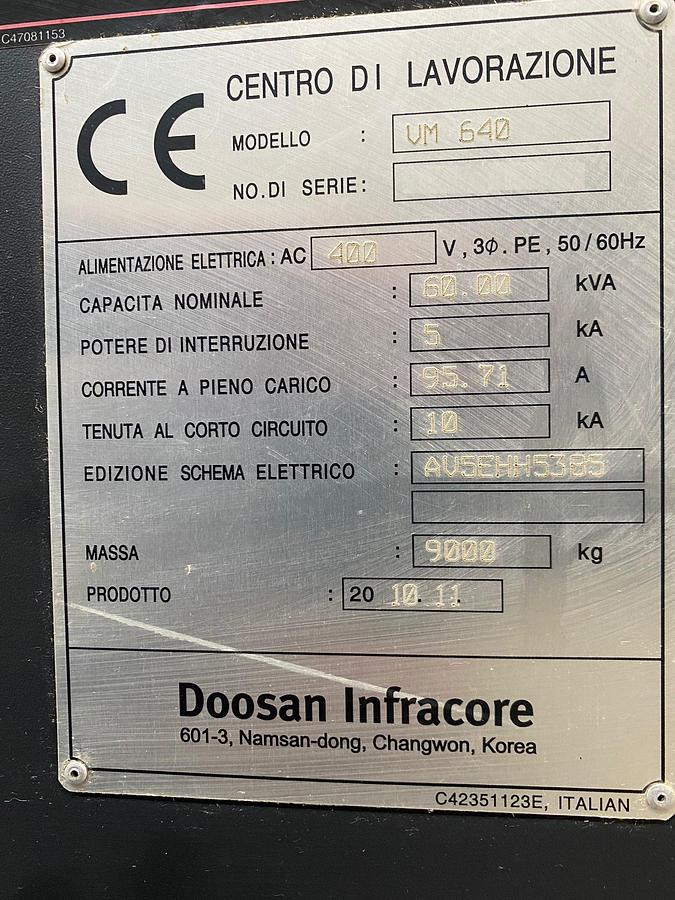 C47081153
CENTRO DI LAVORAZIONE
CE
MODELLO : VM 640
NO.DI SERIE:
ALIMENTAZIONE ELETTRICA : AC 400 V , 3Φ . PE , 50 / 60Hz
CAPACITA NOMINALE : 60.00 kVA
POTERE DI INTERRUZIONE : 5 kA
CORRENTE A PIENO CARICO : 95.71 A
TENUTA AL CORTO CIRCUITO : 10 kA
EDIZIONE SCHEMA ELETTRICO : AV5EHH5305
MASSA : 9000 kg
PRODOTTO : 20 10. 11.
Doosan Infracore
601-3, Namsan-dong, Changwon, Korea
C42351123E, ITALIAN